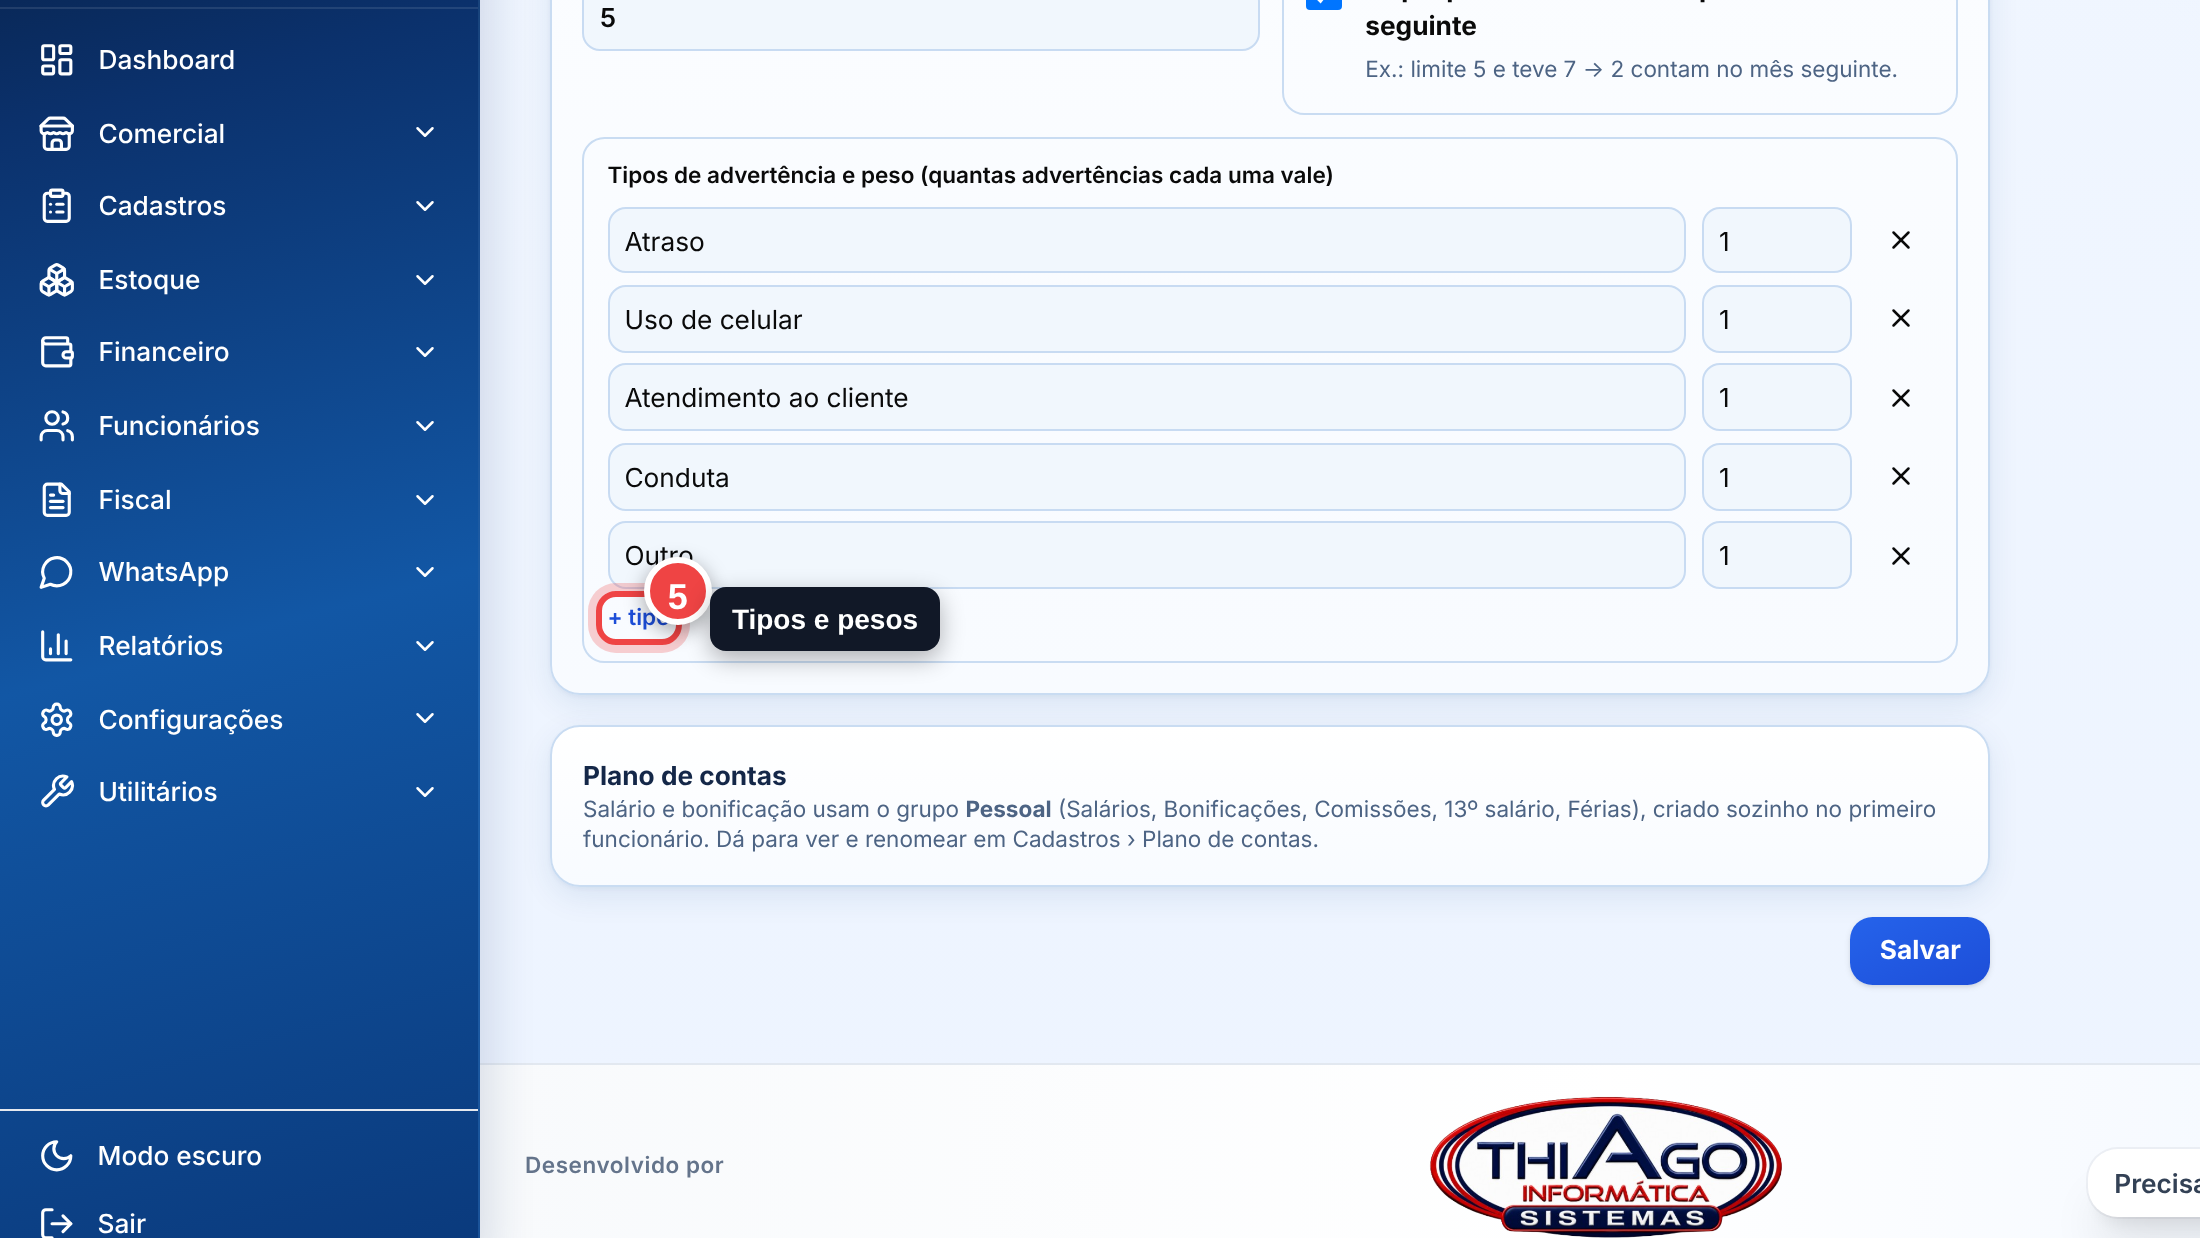 Dashboard
Comercial
Cadastros
Estoque
Financeiro
Funcionários
Fiscal
WhatsApp
Relatórios
Configurações
Utilitários
Modo escuro
Sair
5
seguinte
Ex.: limite 5 e teve 7 → 2 contam no mês seguinte.
Tipos de advertência e peso (quantas advertências cada uma vale)
Atraso 1
Uso de celular 1
Atendimento ao cliente 1
Conduta 1
Outro 1
+ tipo
5
Tipos e pesos
Plano de contas
Salário e bonificação usam o grupo Pessoal (Salários, Bonificações, Comissões, 13º salário, Férias), criado sozinho no primeiro
funcionário. Dá para ver e renomear em Cadastros › Plano de contas.
Salvar
Desenvolvido por
THIAGO
INFORMÁTICA
SISTEMAS